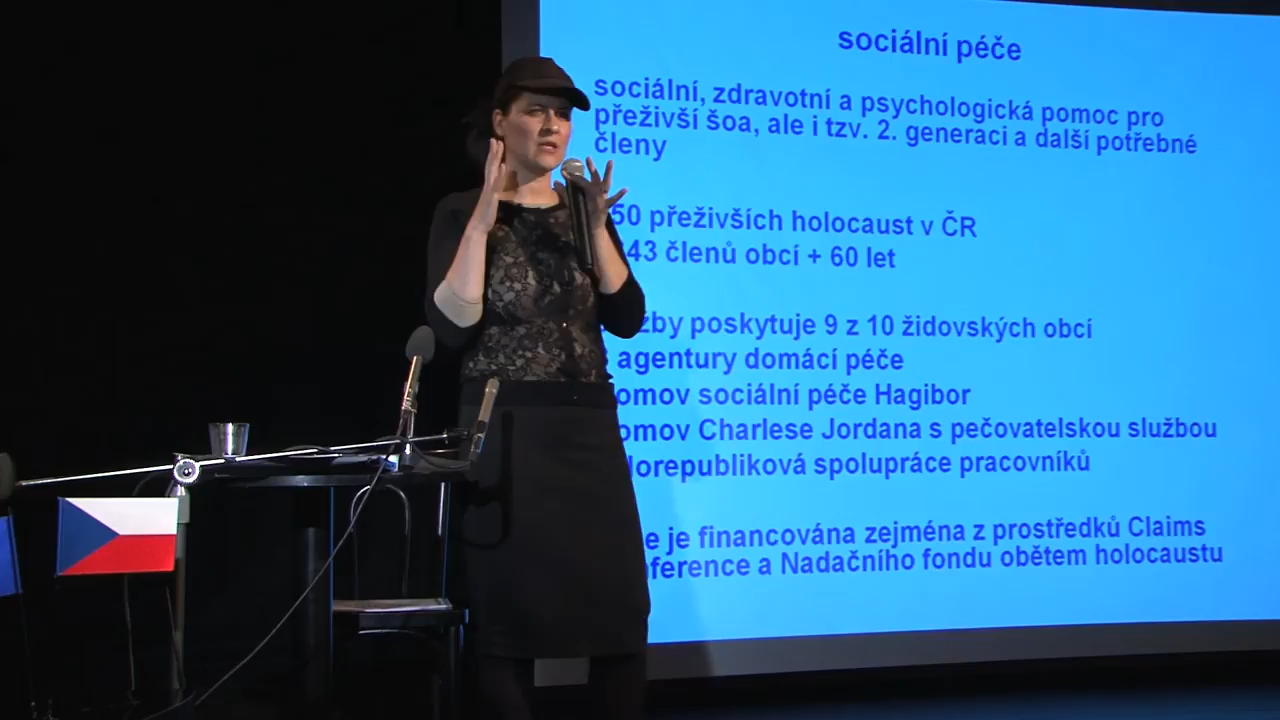 sociální péče
sociální, zdravotní a psychologická pomoc pro
přeživší šoa, ale i tzv. 2. generaci a další potřebné
členy
50 přeživších holocaust v ČR
43 členů obcí + 60 let
žby poskytuje 9 z 10 židovských obcí
agentury domácí péče
omov sociální péče Hagibor
omov Charlese Jordana s pečovatelskou službou
lorepubliková spolupráce pracovníků
e je financována zejména z prostředků Claims
ference a Nadačního fondu obětem holocaustu